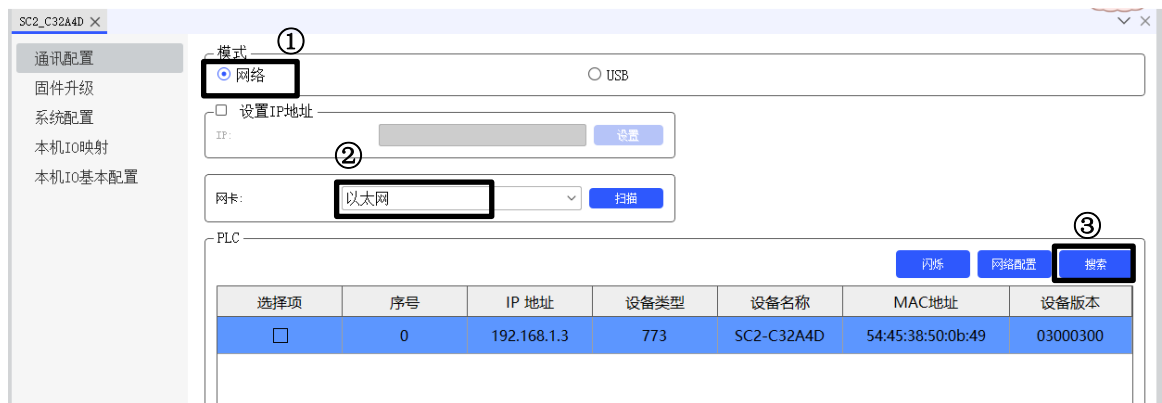 SC2_C32A4D
通讯配置
固件升级
系统配置
本机IO映射
本机IO基本配置
①
模式
网络
USB
设置IP地址
IP:
设置
②
网卡:
以太网
扫描
③
PLC
闪烁 网络配置 搜索
选择项 序号 IP 地址 设备类型 设备名称 MAC地址 设备版本
0 192.168.1.3 773 SC2-C32A4D 54:45:38:50:0b:49 03000300